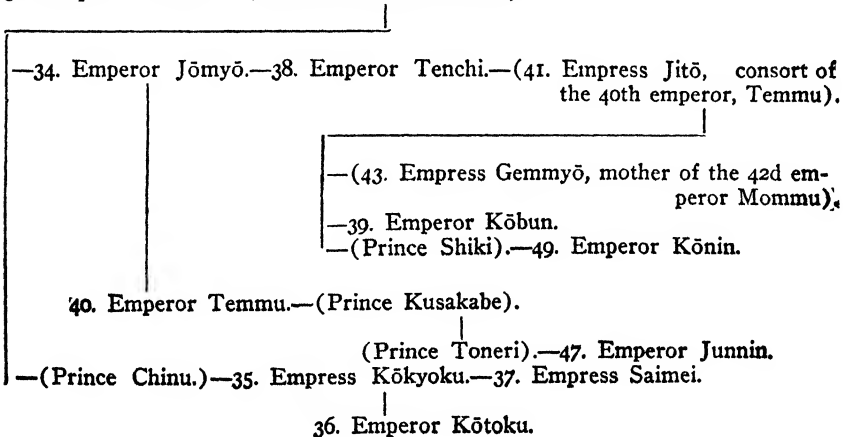 —34. Emperor Jōmyō.—38. Emperor Tenchi.—(41. Empress Jitō, consort of
the 40th emperor, Temmu).
—(43. Empress Gemmyō, mother of the 42d em-
peror Mommu).
—39. Emperor Kōbun.
—(Prince Shiki).—49. Emperor Kōnin.
40. Emperor Temmu.—(Prince Kusakabe).
(Prince Toneri).—47. Emperor Junnin.
—(Prince Chinu.)—35. Empress Kōkyoku.—37. Empress Saimei.
36. Emperor Kōtoku.